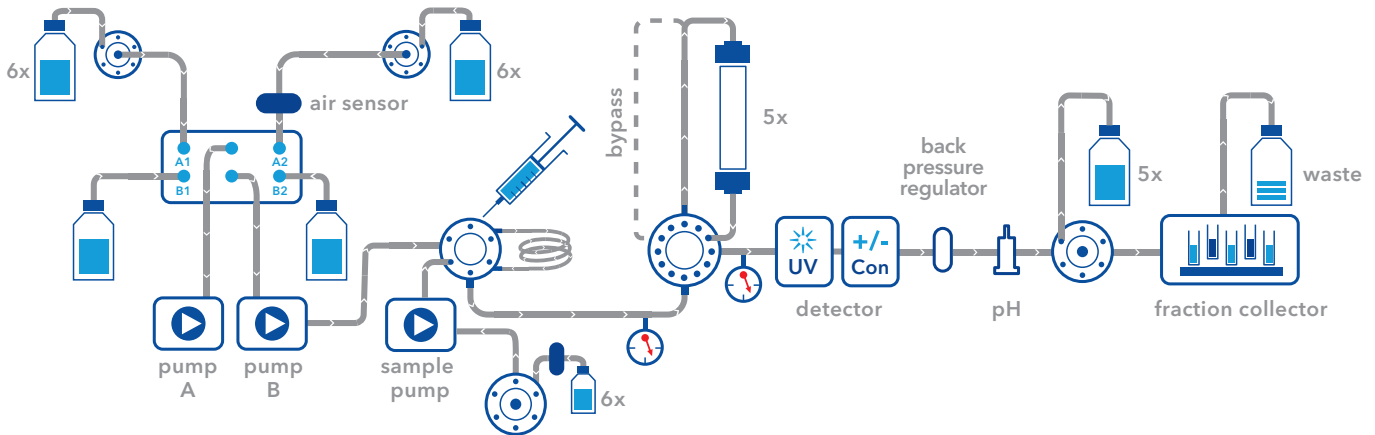 6x
6x
air sensor
A1
A2
B1
B2
pump
A
pump
B
sample
pump
6x
bypass
5x
UV
+/-
Con
detector
back
pressure
regulator
pH
5x
waste
fraction collector